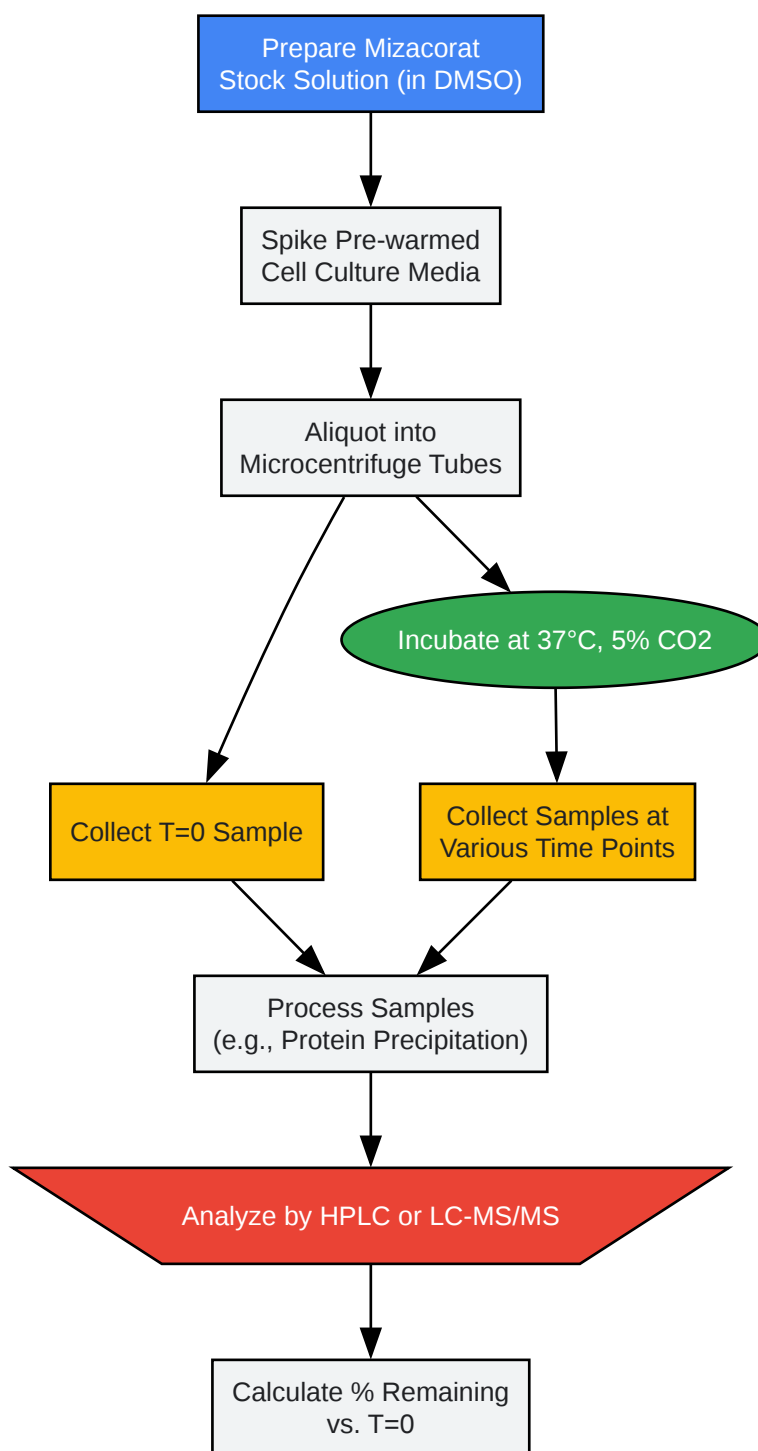 Prepare Mizacorat
Stock Solution (in DMSO)
Spike Pre-warmed
Cell Culture Media
Aliquot into
Microcentrifuge Tubes
Incubate at 37°C, 5% CO2
Collect T=0 Sample
Collect Samples at
Various Time Points
Process Samples
(e.g., Protein Precipitation)
Analyze by HPLC or LC-MS/MS
Calculate % Remaining
vs. T=0